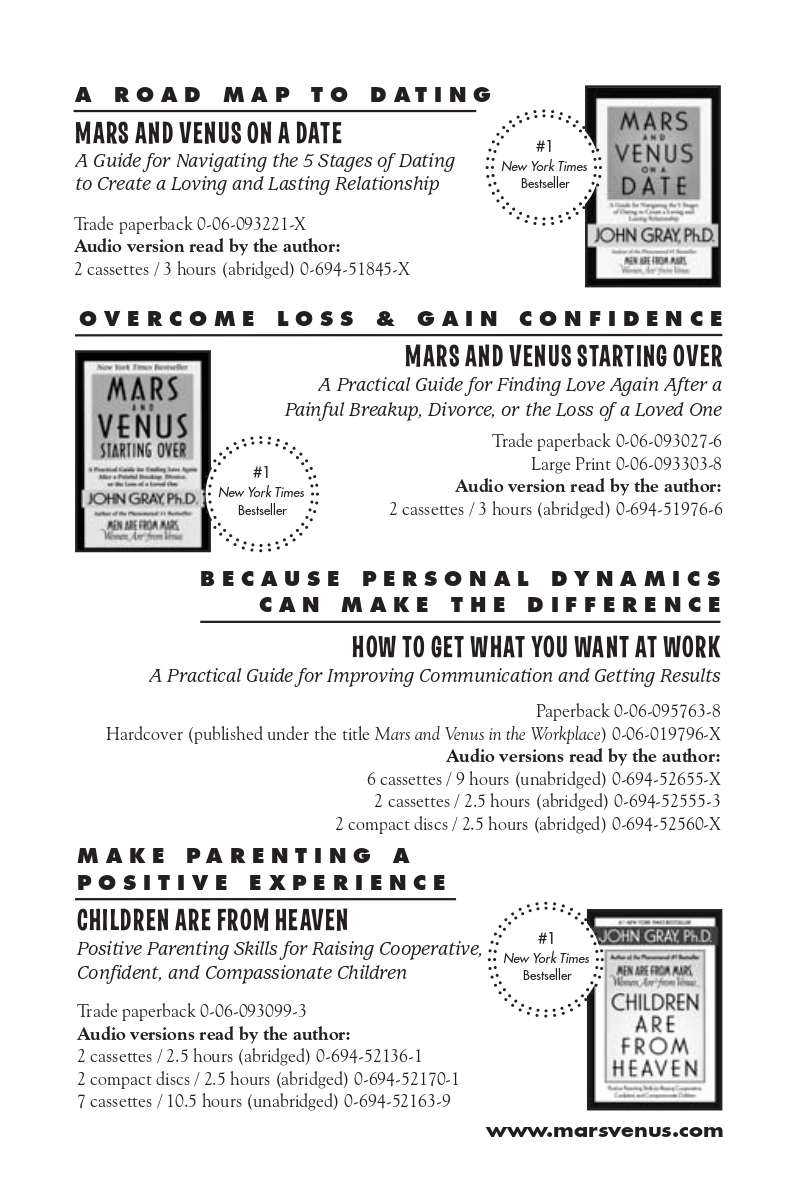 A ROAD MAP TO DATING
MARS AND VENUS ON A DATE
A Guide for Navigating the 5 Stages of Dating
to Create a Loving and Lasting Relationship
Trade paperback 0-06-093221-X
Audio version read by the author:
2 cassettes / 3 hours (abridged) 0-694-51845-X
#1
New York Times
Bestseller
MARS
AND
VENUS
ON A
DATE
A Guide for Navigating the 5 Stages
of Dating to Create a Loving and
Lasting Relationship
JOHN GRAY, Ph.D.
Author of the Phenomenal #1 Bestseller
MEN ARE FROM MARS,
Women Are from Venus
OVERCOME LOSS & GAIN CONFIDENCE
New York Times Bestseller
MARS
AND
VENUS
STARTING OVER
A Practical Guide for Finding Love Again
After a Painful Breakup, Divorce,
or the Loss of a Loved One
JOHN GRAY, Ph.D.
Author of the Phenomenal #1 Bestseller
MEN ARE FROM MARS,
Women Are from Venus
#1
New York Times
Bestseller
MARS AND VENUS STARTING OVER
A Practical Guide for Finding Love Again After a
Painful Breakup, Divorce, or the Loss of a Loved One
Trade paperback 0-06-093027-6
Large Print 0-06-093303-8
Audio version read by the author:
2 cassettes / 3 hours (abridged) 0-694-51976-6
BECAUSE PERSONAL DYNAMICS
CAN MAKE THE DIFFERENCE
HOW TO GET WHAT YOU WANT AT WORK
A Practical Guide for Improving Communication and Getting Results
Paperback 0-06-095763-8
Hardcover (published under the title Mars and Venus in the Workplace) 0-06-019796-X
Audio versions read by the author:
6 cassettes / 9 hours (unabridged) 0-694-52655-X
2 cassettes / 2.5 hours (abridged) 0-694-52555-3
2 compact discs / 2.5 hours (abridged) 0-694-52560-X
MAKE PARENTING A
POSITIVE EXPERIENCE
CHILDREN ARE FROM HEAVEN
Positive Parenting Skills for Raising Cooperative,
Confident, and Compassionate Children
Trade paperback 0-06-093099-3
Audio versions read by the author:
2 cassettes / 2.5 hours (abridged) 0-694-52136-1
2 compact discs / 2.5 hours (abridged) 0-694-52170-1
7 cassettes / 10.5 hours (unabridged) 0-694-52163-9
#1
New York Times
Bestseller
#1 NEW YORK TIMES BESTSELLER
JOHN GRAY, Ph.D.
Author of the Phenomenal #1 Bestseller
MEN ARE FROM MARS,
Women Are from Venus
CHILDREN
ARE
FROM
HEAVEN
Positive Parenting Skills for Raising Cooperative,
Confident and Compassionate Children
www.marsvenus.com